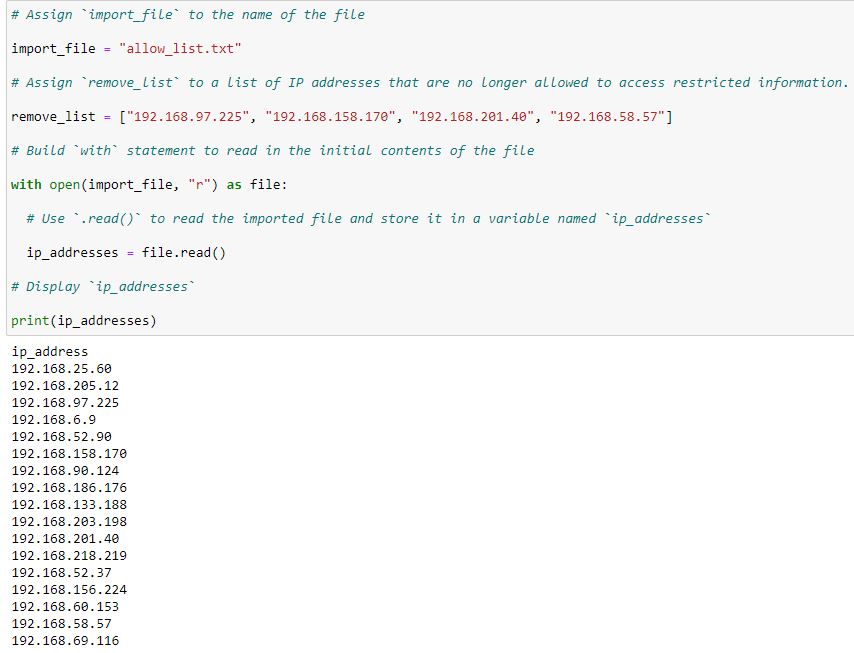 # Assign `import_file` to the name of the file
import_file = "allow_list.txt"
# Assign `remove_list` to a list of IP addresses that are no longer allowed to access restricted information.
remove_list = ["192.168.97.225", "192.168.158.170", "192.168.201.40", "192.168.58.57"]
# Build `with` statement to read in the initial contents of the file
with open(import_file, "r") as file:
  # Use `.read()` to read the imported file and store it in a variable named `ip_addresses`
  ip_addresses = file.read()
# Display `ip_addresses`
print(ip_addresses)
ip_address
192.168.25.60
192.168.205.12
192.168.97.225
192.168.6.9
192.168.52.90
192.168.158.170
192.168.90.124
192.168.186.176
192.168.133.188
192.168.203.198
192.168.201.40
192.168.218.219
192.168.52.37
192.168.156.224
192.168.60.153
192.168.58.57
192.168.69.116